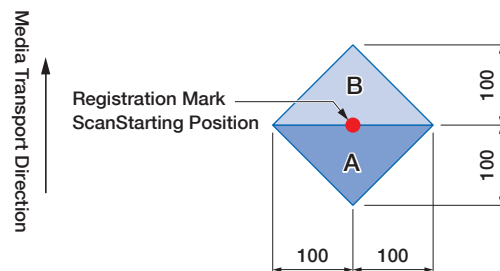 Media Transport Direction
Registration Mark
ScanStarting Position
B
A
100
100
100
100